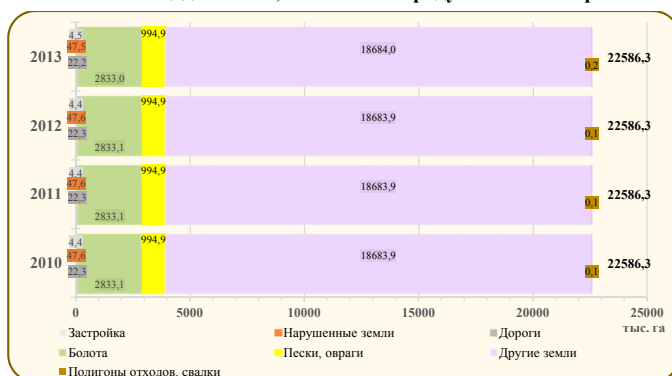 4,5 994,9
2013 47,5 18684,0 22586,3
22,2 0,2
2833,0
4,4 994,9
2012 47,6 18683,9 22586,3
22,3 0,1
2833,1
4,4 994,9
2011 47,6 18683,9 22586,3
22,3 0,1
2833,1
4,4 994,9
2010 47,6 18683,9 22586,3
22,3 0,1
2833,1
0 5000 10000 15000 20000 25000
тыс. га
Застройка Нарушенные земли Дороги
Болота Пески, овраги Другие земли
Полигоны отходов, свалки